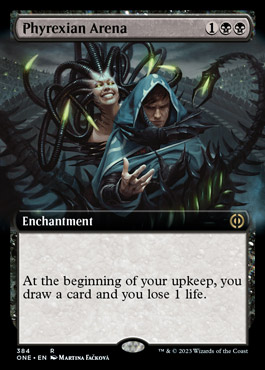 Phyrexian Arena 1
Enchantment
At the beginning of your upkeep, you
draw a card and you lose 1 life.
384 R
ONE • EN MARTINA FAČKOVÁ ™ & © 2023 Wizards of the Coast